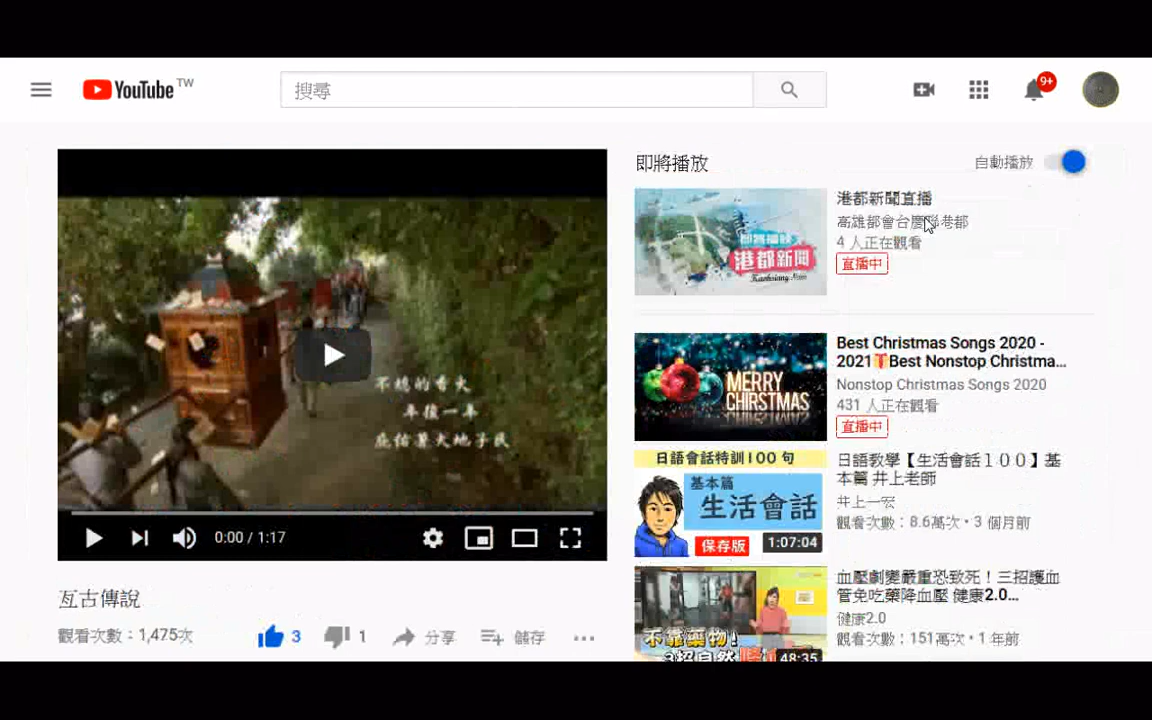 YouTube TW
搜尋
9+
不熄的香火
年復一年
庇佑著大地子民
0:00 / 1:17
亙古傳說
觀看次數：1,475次
3
1
分享
儲存
即將播放
自動播放
即將播放
港都新聞
港都新聞直播
高雄都會台慶聯港都
4 人正在觀看
直播中
MERRY
CHIRSTMAS
Best Christmas Songs 2020 -
2021🎁Best Nonstop Christma...
Nonstop Christmas Songs 2020
431 人正在觀看
直播中
日語會話特訓100句
基本篇
生活會話
保存版
1:07:04
日語教學【生活會話１００】基
本篇 井上老師
井上一宏
觀看次數：8.6萬次 • 3 個月前
不靠藥物!
48:35
血壓劇變嚴重恐致死！三招護血
管免吃藥降血壓 健康2.0...
健康2.0
觀看次數：151萬次 • 1 年前